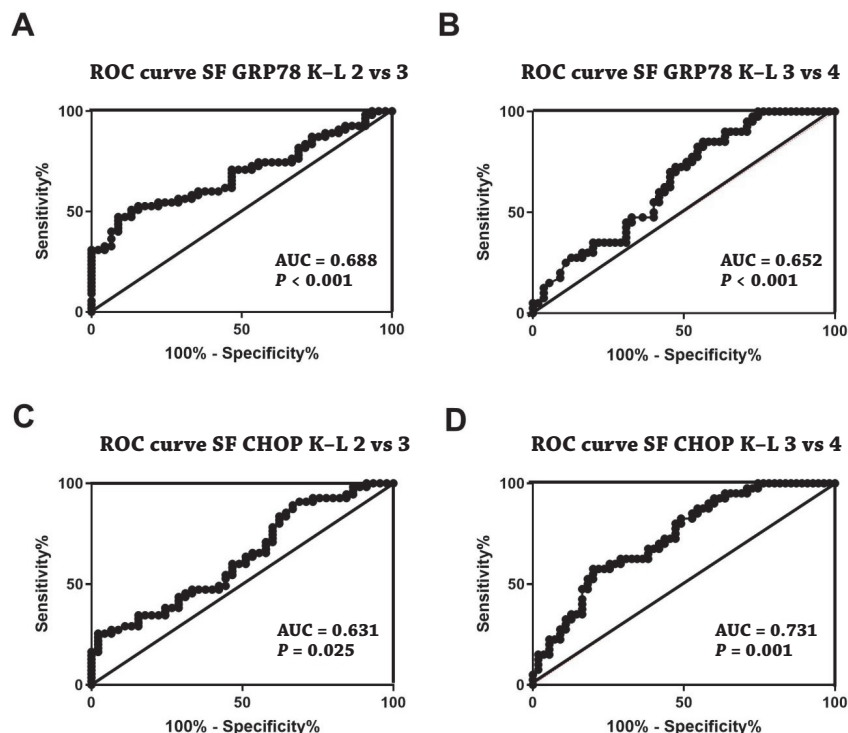 A
ROC curve SF GRP78 K–L 2 vs 3
100
50
0
Sensitivity%
AUC = 0.688
P < 0.001
0
50
100
100% - Specificity%
B
ROC curve SF GRP78 K–L 3 vs 4
100
50
0
Sensitivity%
AUC = 0.652
P < 0.001
0
50
100
100% - Specificity%
C
ROC curve SF CHOP K–L 2 vs 3
100
50
0
Sensitivity%
AUC = 0.631
P = 0.025
0
50
100
100% - Specificity%
D
ROC curve SF CHOP K–L 3 vs 4
100
50
0
Sensitivity%
AUC = 0.731
P = 0.001
0
50
100
100% - Specificity%